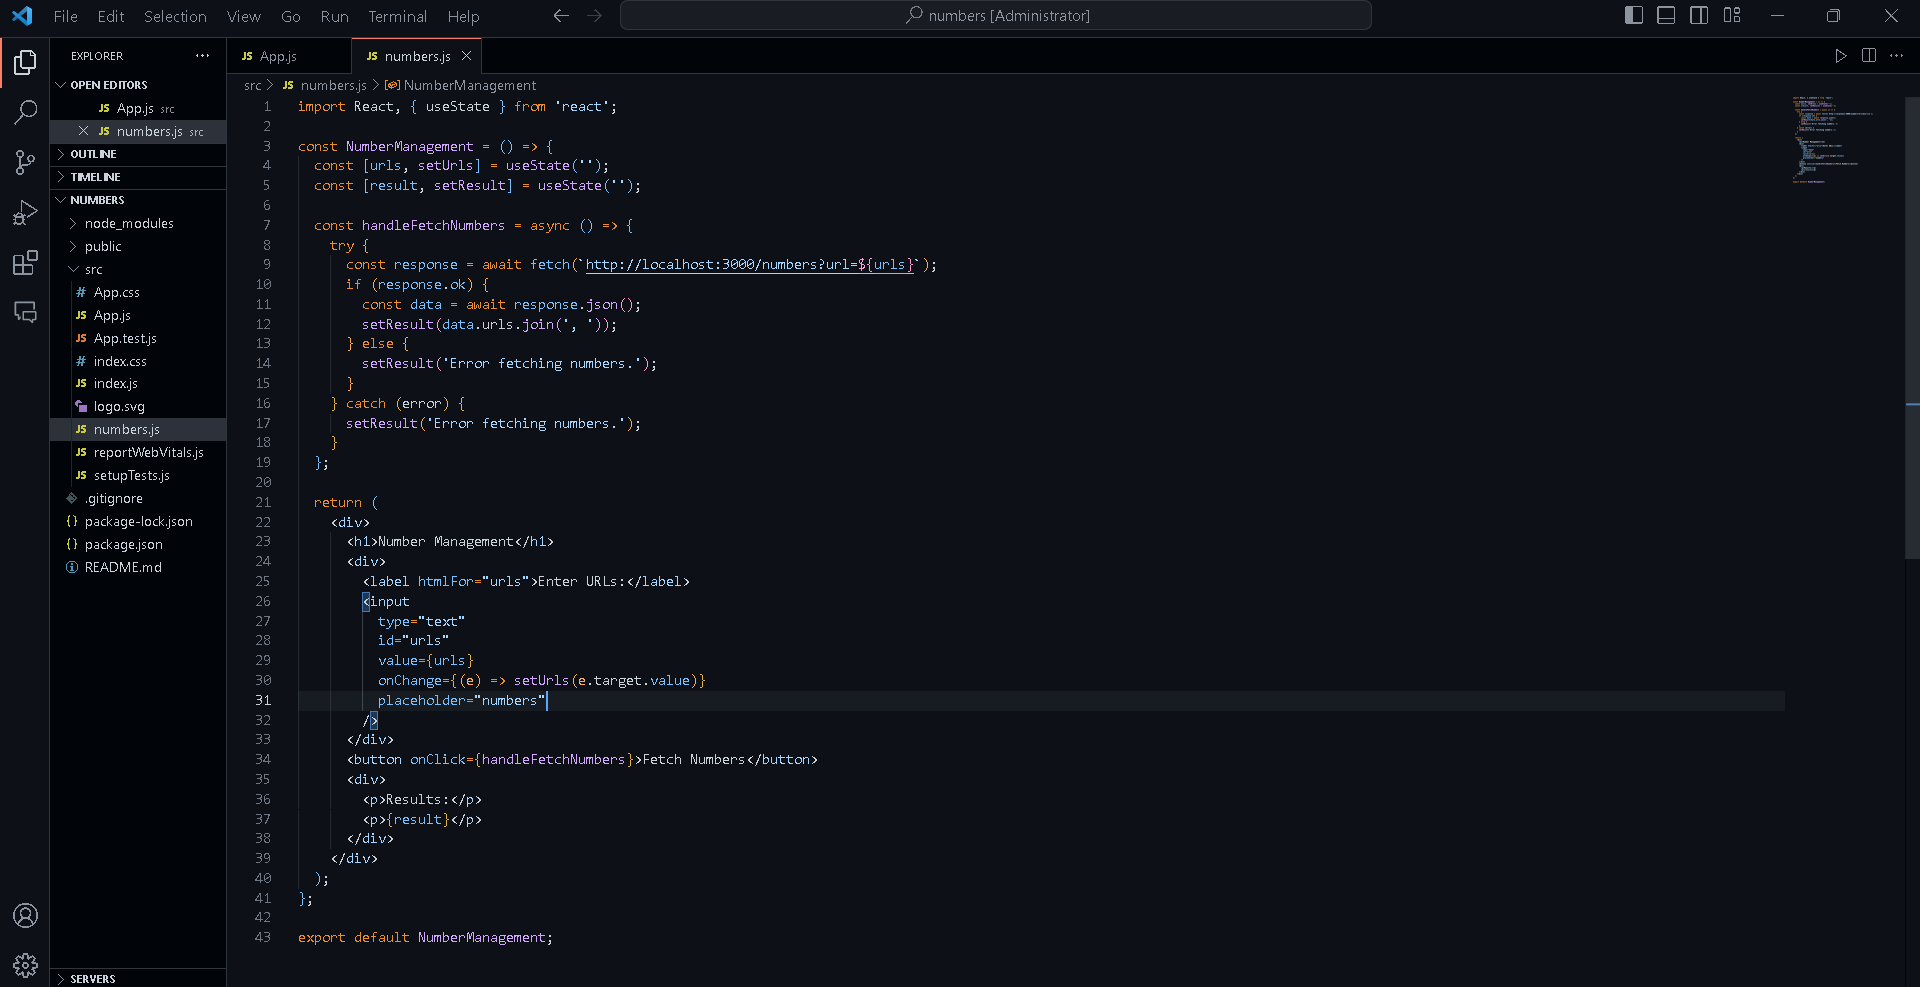 File Edit Selection View Go Run Terminal Help
numbers [Administrator]
EXPLORER
OPEN EDITORS
JS App.js src
JS numbers.js src
OUTLINE
TIMELINE
NUMBERS
node_modules
public
src
# App.css
JS App.js
JS App.test.js
# index.css
JS index.js
logo.svg
JS numbers.js
JS reportWebVitals.js
JS setupTests.js
.gitignore
{} package-lock.json
{} package.json
README.md
SERVERS
JS App.js
JS numbers.js
src > JS numbers.js > NumberManagement
1 import React, { useState } from 'react';
2
3 const NumberManagement = () => {
4 const [urls, setUrls] = useState('');
5 const [result, setResult] = useState('');
6
7 const handleFetchNumbers = async () => {
8 try {
9 const response = await fetch(`http://localhost:3000/numbers?url=${urls}`);
10 if (response.ok) {
11 const data = await response.json();
12 setResult(data.urls.join(', '));
13 } else {
14 setResult('Error fetching numbers.');
15 }
16 } catch (error) {
17 setResult('Error fetching numbers.');
18 }
19 };
20
21 return (
22 <div>
23 <h1>Number Management</h1>
24 <div>
25 <label htmlFor="urls">Enter URLs:</label>
26 <input
27 type="text"
28 id="urls"
29 value={urls}
30 onChange={(e) => setUrls(e.target.value)}
31 placeholder="numbers"
32 />
33 </div>
34 <button onClick={handleFetchNumbers}>Fetch Numbers</button>
35 <div>
36 <p>Results:</p>
37 <p>{result}</p>
38 </div>
39 </div>
40 );
41 };
42
43 export default NumberManagement;